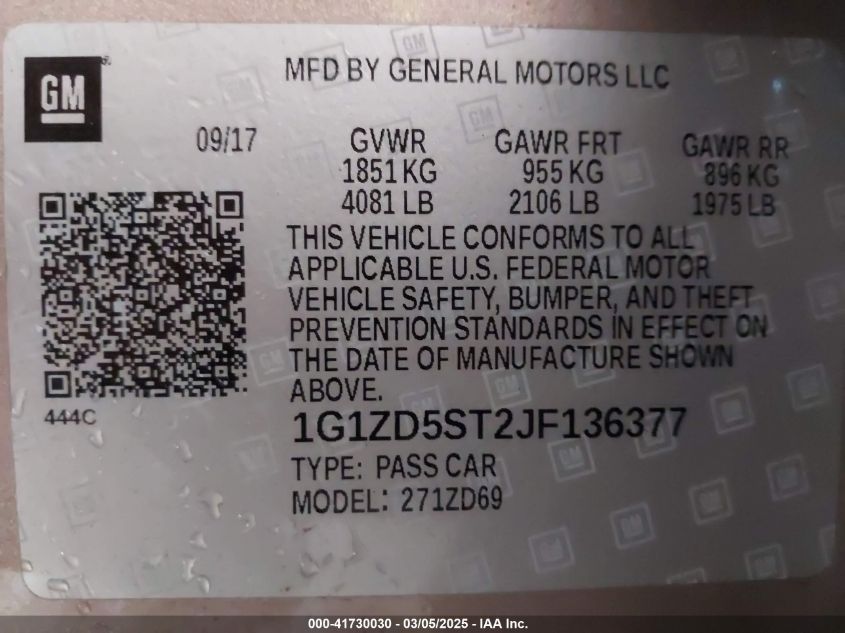 GM
MFD BY GENERAL MOTORS LLC
09/17 GVWR GAWR FRT GAWR RR
1851 KG 955 KG 896 KG
4081 LB 2106 LB 1975 LB
THIS VEHICLE CONFORMS TO ALL
APPLICABLE U.S. FEDERAL MOTOR
VEHICLE SAFETY, BUMPER, AND THEFT
PREVENTION STANDARDS IN EFFECT ON
THE DATE OF MANUFACTURE SHOWN
ABOVE.
444C
1G1ZD5ST2JF136377
TYPE: PASS CAR
MODEL: 271ZD69
000-41730030 - 03/05/2025 - IAA Inc.